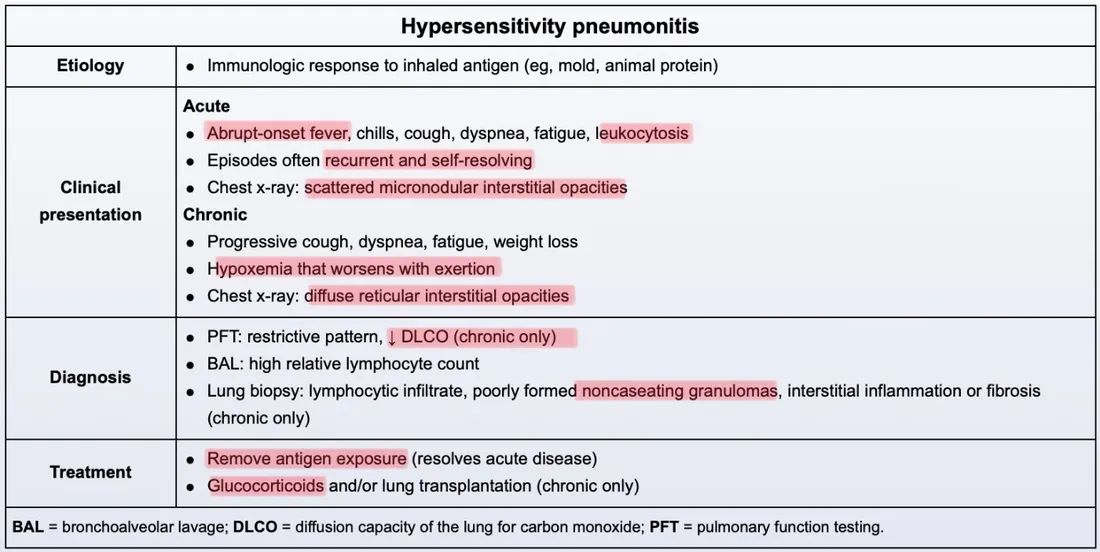 Hypersensitivity pneumonitis
Etiology
● Immunologic response to inhaled antigen (eg, mold, animal protein)
Clinical
presentation
Acute
● Abrupt-onset fever, chills, cough, dyspnea, fatigue, leukocytosis
● Episodes often recurrent and self-resolving
● Chest x-ray: scattered micronodular interstitial opacities
Chronic
● Progressive cough, dyspnea, fatigue, weight loss
● Hypoxemia that worsens with exertion
● Chest x-ray: diffuse reticular interstitial opacities
Diagnosis
● PFT: restrictive pattern, ↓ DLCO (chronic only)
● BAL: high relative lymphocyte count
● Lung biopsy: lymphocytic infiltrate, poorly formed noncaseating granulomas, interstitial inflammation or fibrosis
(chronic only)
Treatment
● Remove antigen exposure (resolves acute disease)
● Glucocorticoids and/or lung transplantation (chronic only)
BAL = bronchoalveolar lavage; DLCO = diffusion capacity of the lung for carbon monoxide; PFT = pulmonary function testing.